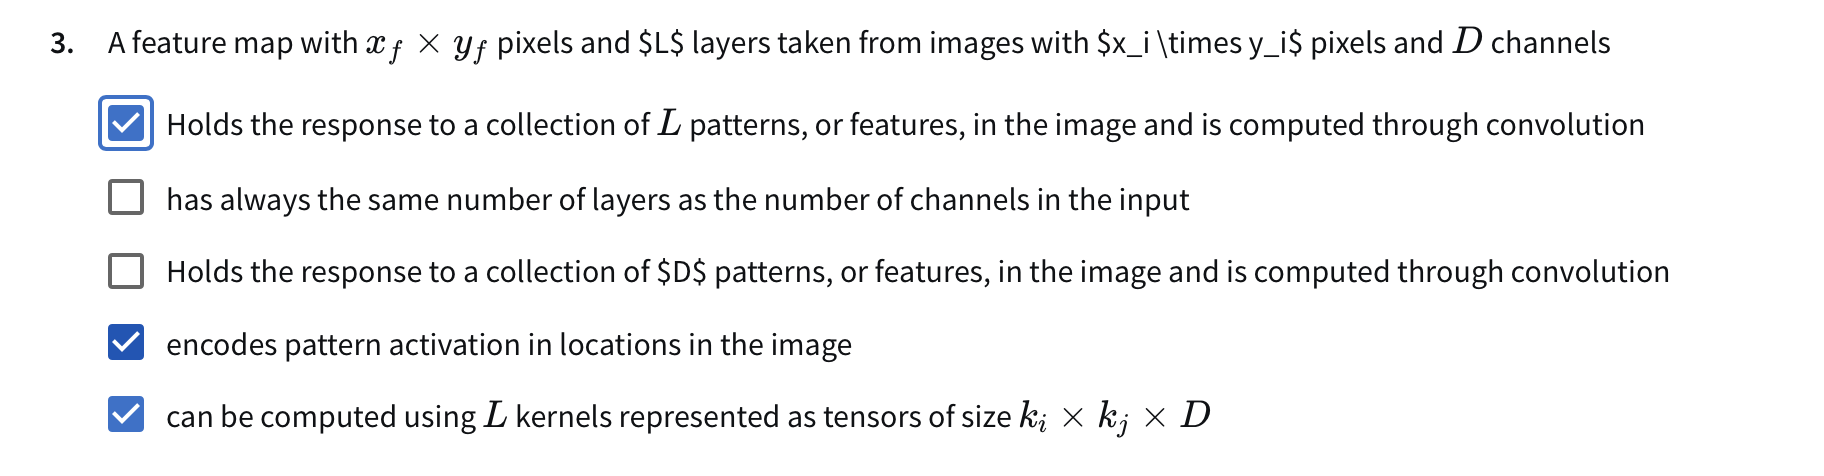 3. A feature map with x_f × y_f pixels and $L$ layers taken from images with $x_i \times y_i$ pixels and D channels
Holds the response to a collection of L patterns, or features, in the image and is computed through convolution
has always the same number of layers as the number of channels in the input
Holds the response to a collection of $D$ patterns, or features, in the image and is computed through convolution
encodes pattern activation in locations in the image
can be computed using L kernels represented as tensors of size k_i × k_j × D